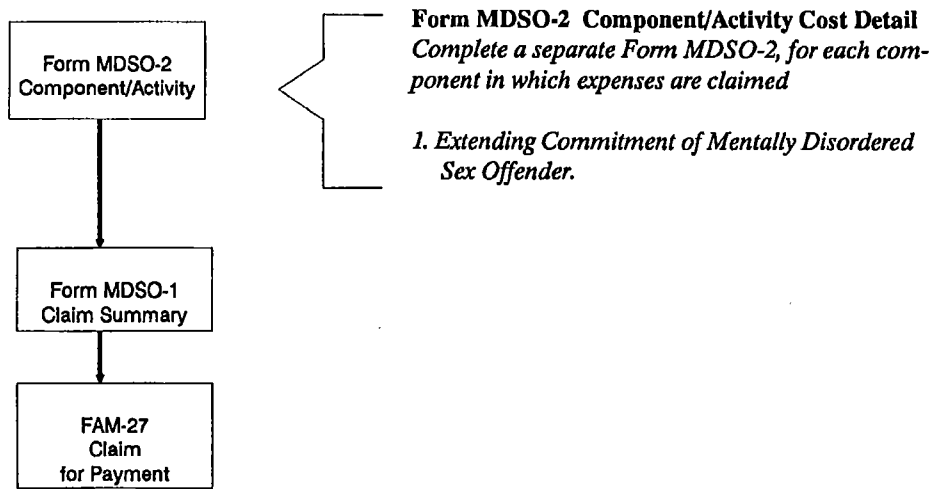 Form MDSO-2
Component/Activity
Form MDSO-2 Component/Activity Cost Detail
Complete a separate Form MDSO-2, for each com-
ponent in which expenses are claimed
1. Extending Commitment of Mentally Disordered
Sex Offender.
Form MDSO-1
Claim Summary
FAM-27
Claim
for Payment